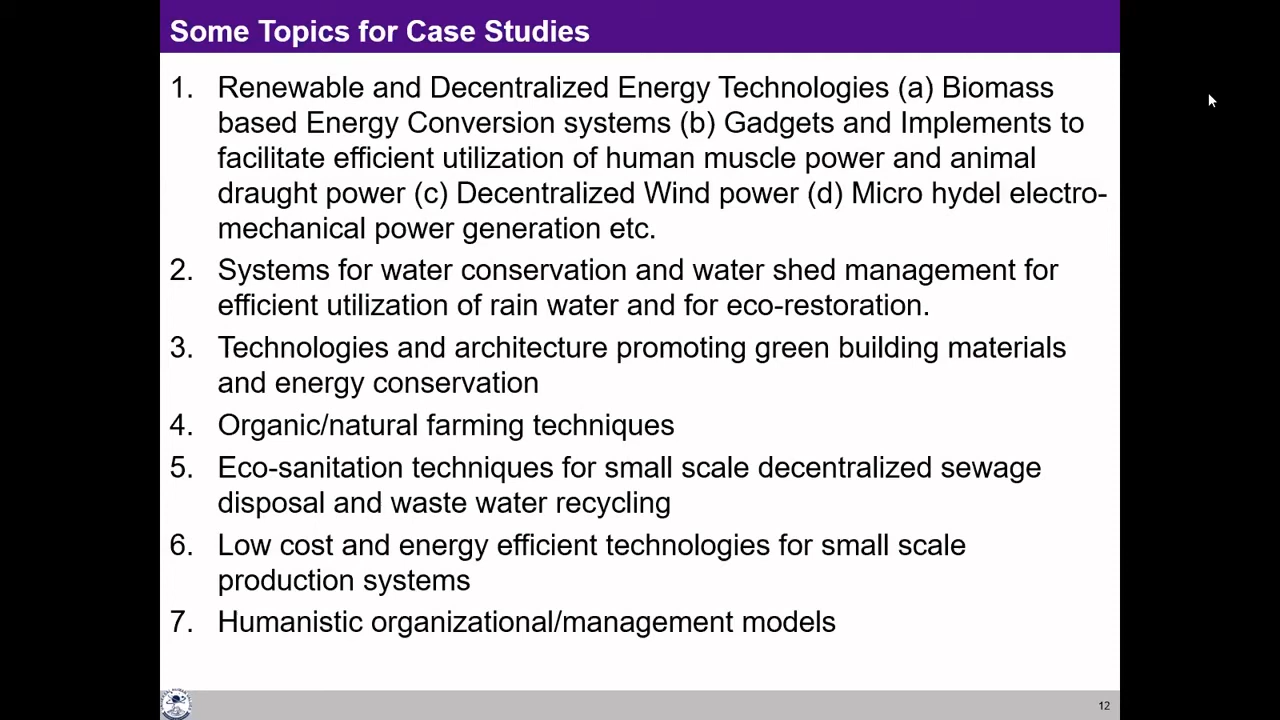 Some Topics for Case Studies
1. Renewable and Decentralized Energy Technologies (a) Biomass
based Energy Conversion systems (b) Gadgets and Implements to
facilitate efficient utilization of human muscle power and animal
draught power (c) Decentralized Wind power (d) Micro hydel electro-
mechanical power generation etc.
2. Systems for water conservation and water shed management for
efficient utilization of rain water and for eco-restoration.
3. Technologies and architecture promoting green building materials
and energy conservation
4. Organic/natural farming techniques
5. Eco-sanitation techniques for small scale decentralized sewage
disposal and waste water recycling
6. Low cost and energy efficient technologies for small scale
production systems
7. Humanistic organizational/management models
12